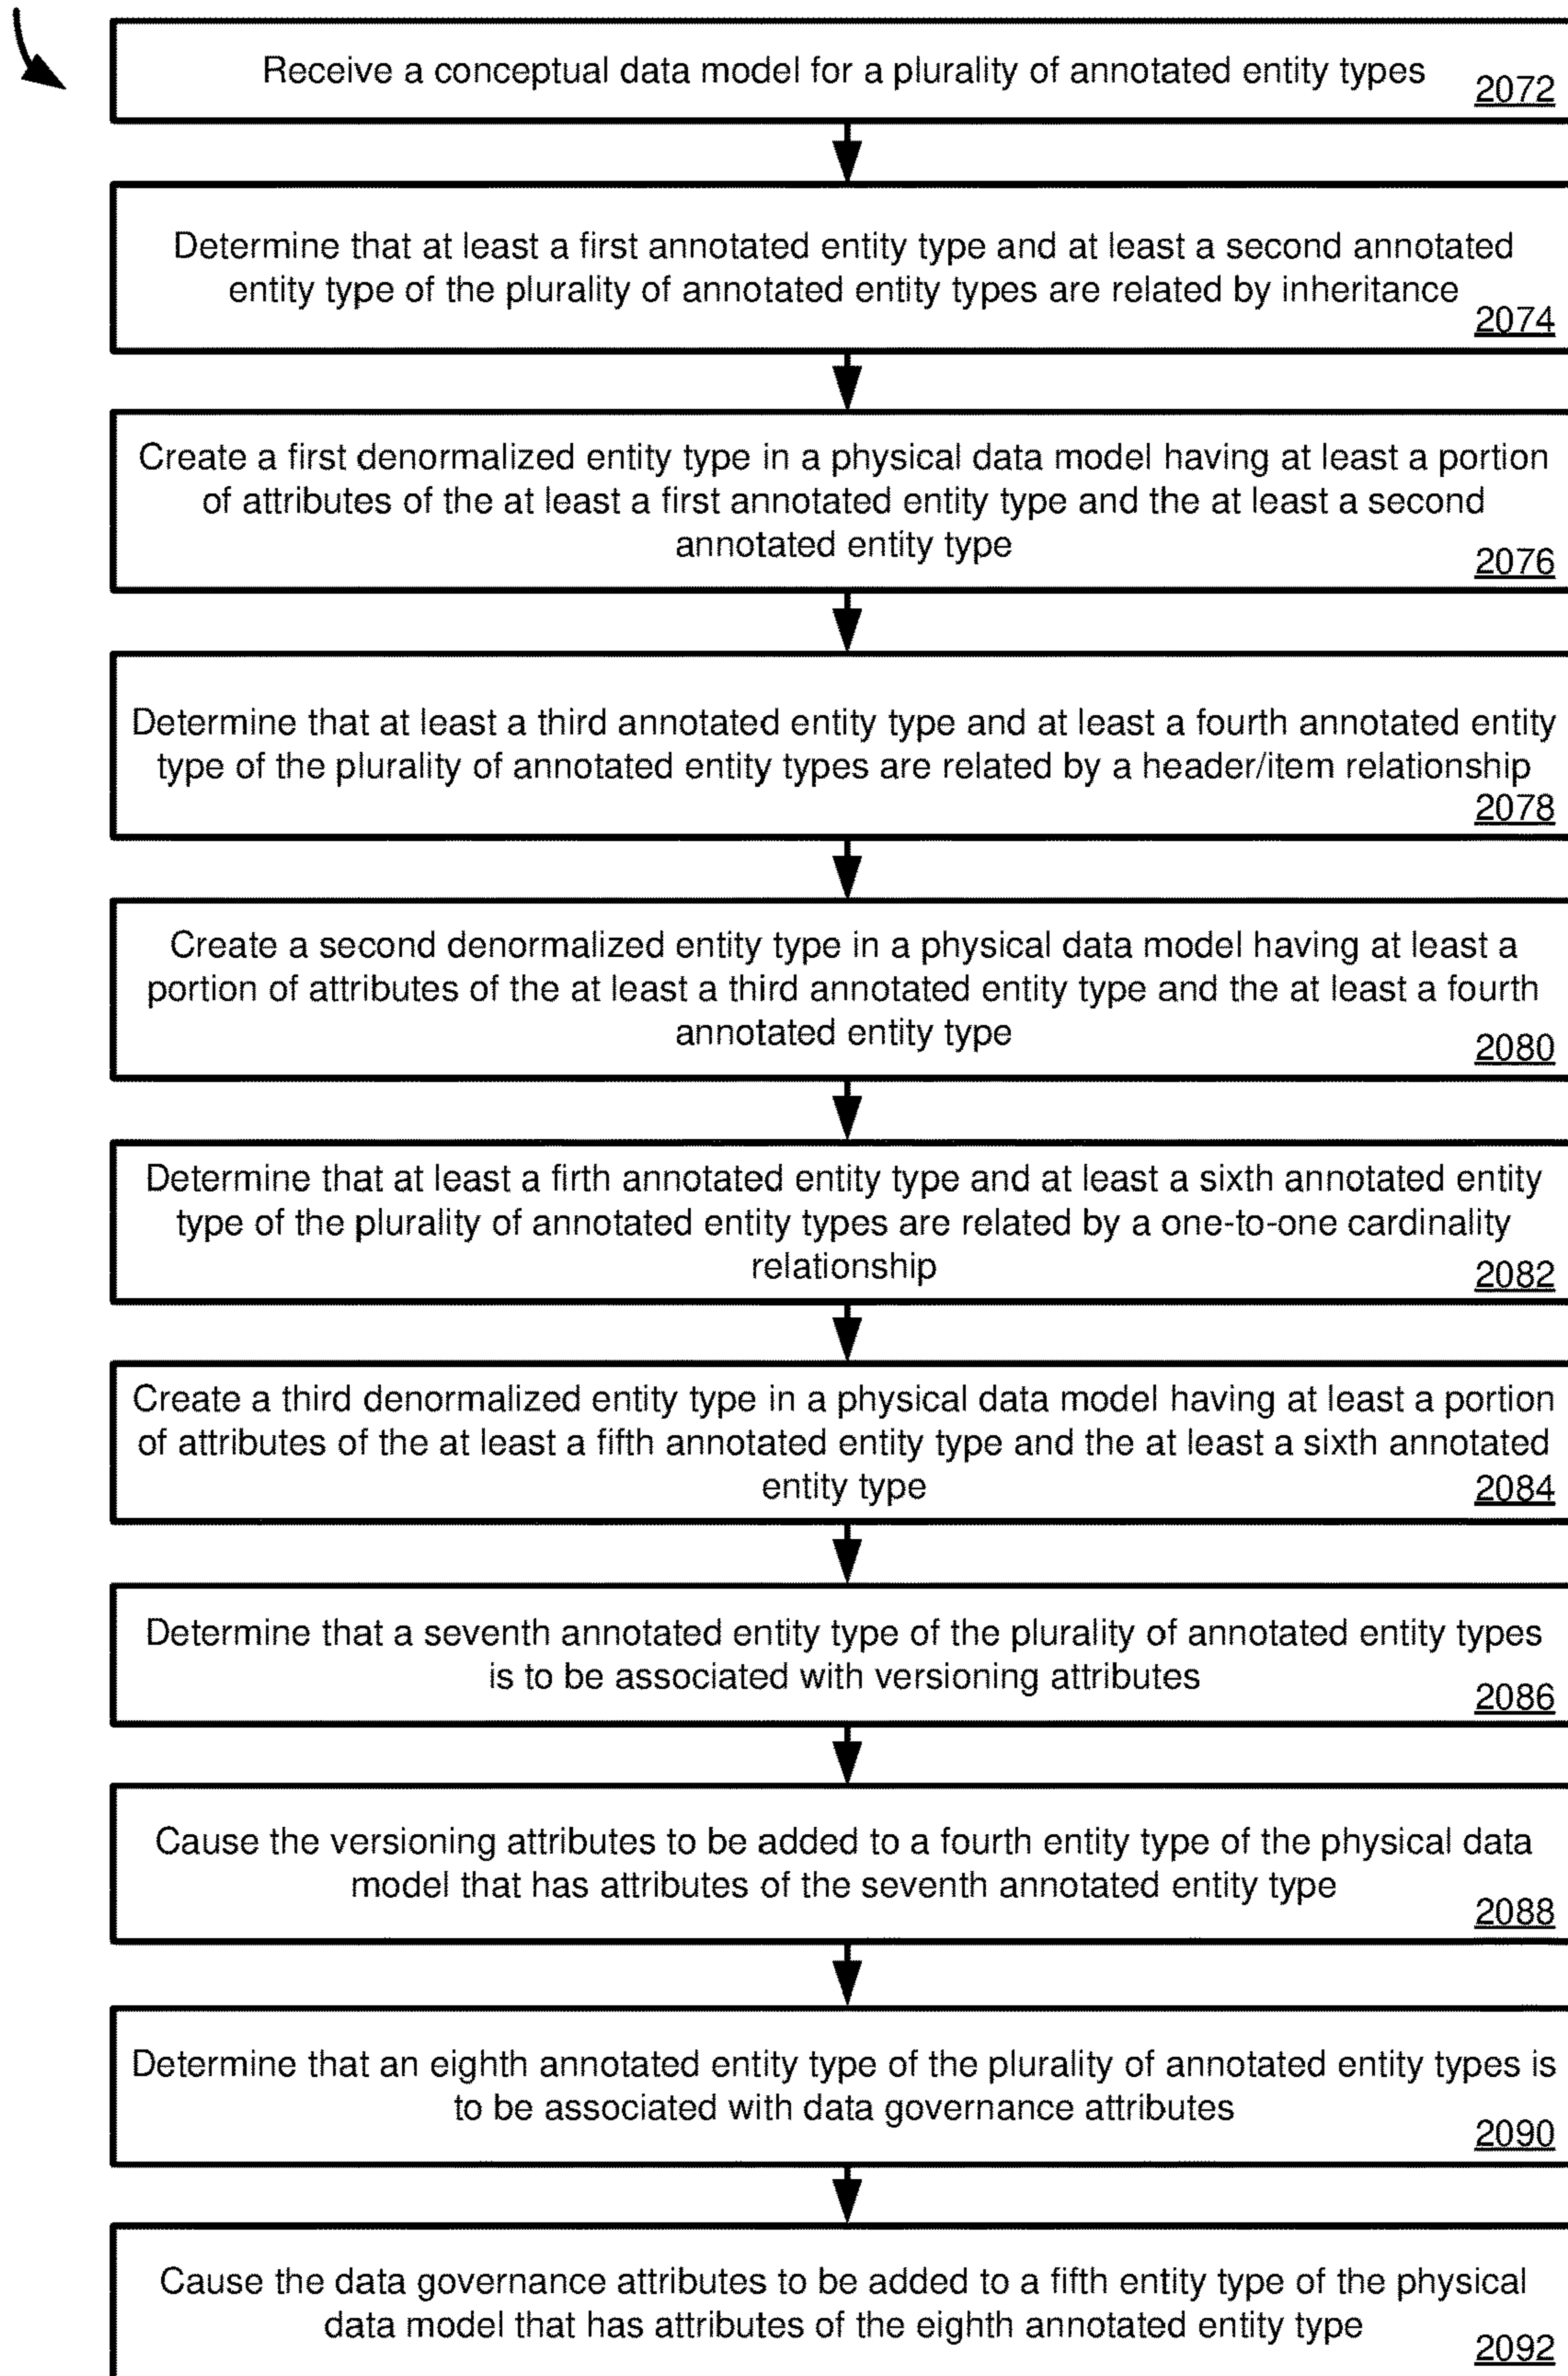 Receive a conceptual data model for a plurality of annotated entity types
2072
Determine that at least a first annotated entity type and at least a second annotated
entity type of the plurality of annotated entity types are related by inheritance
2074
Create a first denormalized entity type in a physical data model having at least a portion
of attributes of the at least a first annotated entity type and the at least a second
annotated entity type
2076
Determine that at least a third annotated entity type and at least a fourth annotated entity
type of the plurality of annotated entity types are related by a header/item relationship
2078
Create a second denormalized entity type in a physical data model having at least a
portion of attributes of the at least a third annotated entity type and the at least a fourth
annotated entity type
2080
Determine that at least a firth annotated entity type and at least a sixth annotated entity
type of the plurality of annotated entity types are related by a one-to-one cardinality
relationship
2082
Create a third denormalized entity type in a physical data model having at least a portion
of attributes of the at least a fifth annotated entity type and the at least a sixth annotated
entity type
2084
Determine that a seventh annotated entity type of the plurality of annotated entity types
is to be associated with versioning attributes
2086
Cause the versioning attributes to be added to a fourth entity type of the physical data
model that has attributes of the seventh annotated entity type
2088
Determine that an eighth annotated entity type of the plurality of annotated entity types is
to be associated with data governance attributes
2090
Cause the data governance attributes to be added to a fifth entity type of the physical
data model that has attributes of the eighth annotated entity type
2092